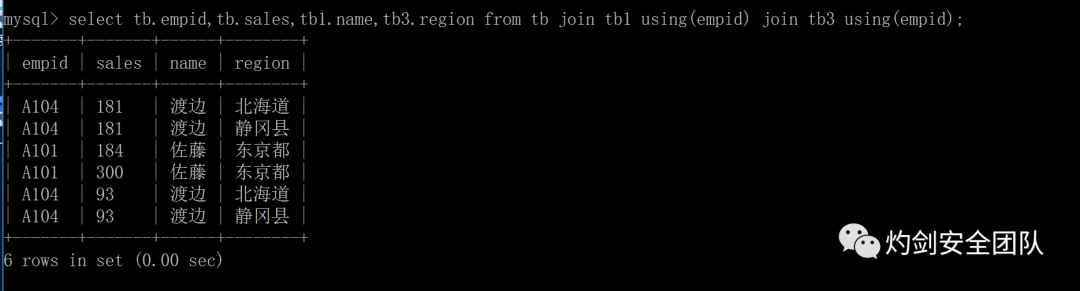 mysql> select tb.empid,tb.sales,tb1.name,tb3.region from tb join tb1 using(empid) join tb3 using(empid);
+-------+-------+------+--------+
| empid | sales | name | region |
+-------+-------+------+--------+
| A104 | 181 | 渡边 | 北海道 |
| A104 | 181 | 渡边 | 静冈县 |
| A101 | 184 | 佐藤 | 东京都 |
| A101 | 300 | 佐藤 | 东京都 |
| A104 | 93 | 渡边 | 北海道 |
| A104 | 93 | 渡边 | 静冈县 |
+-------+-------+------+--------+
6 rows in set (0.00 sec)
灼剑安全团队